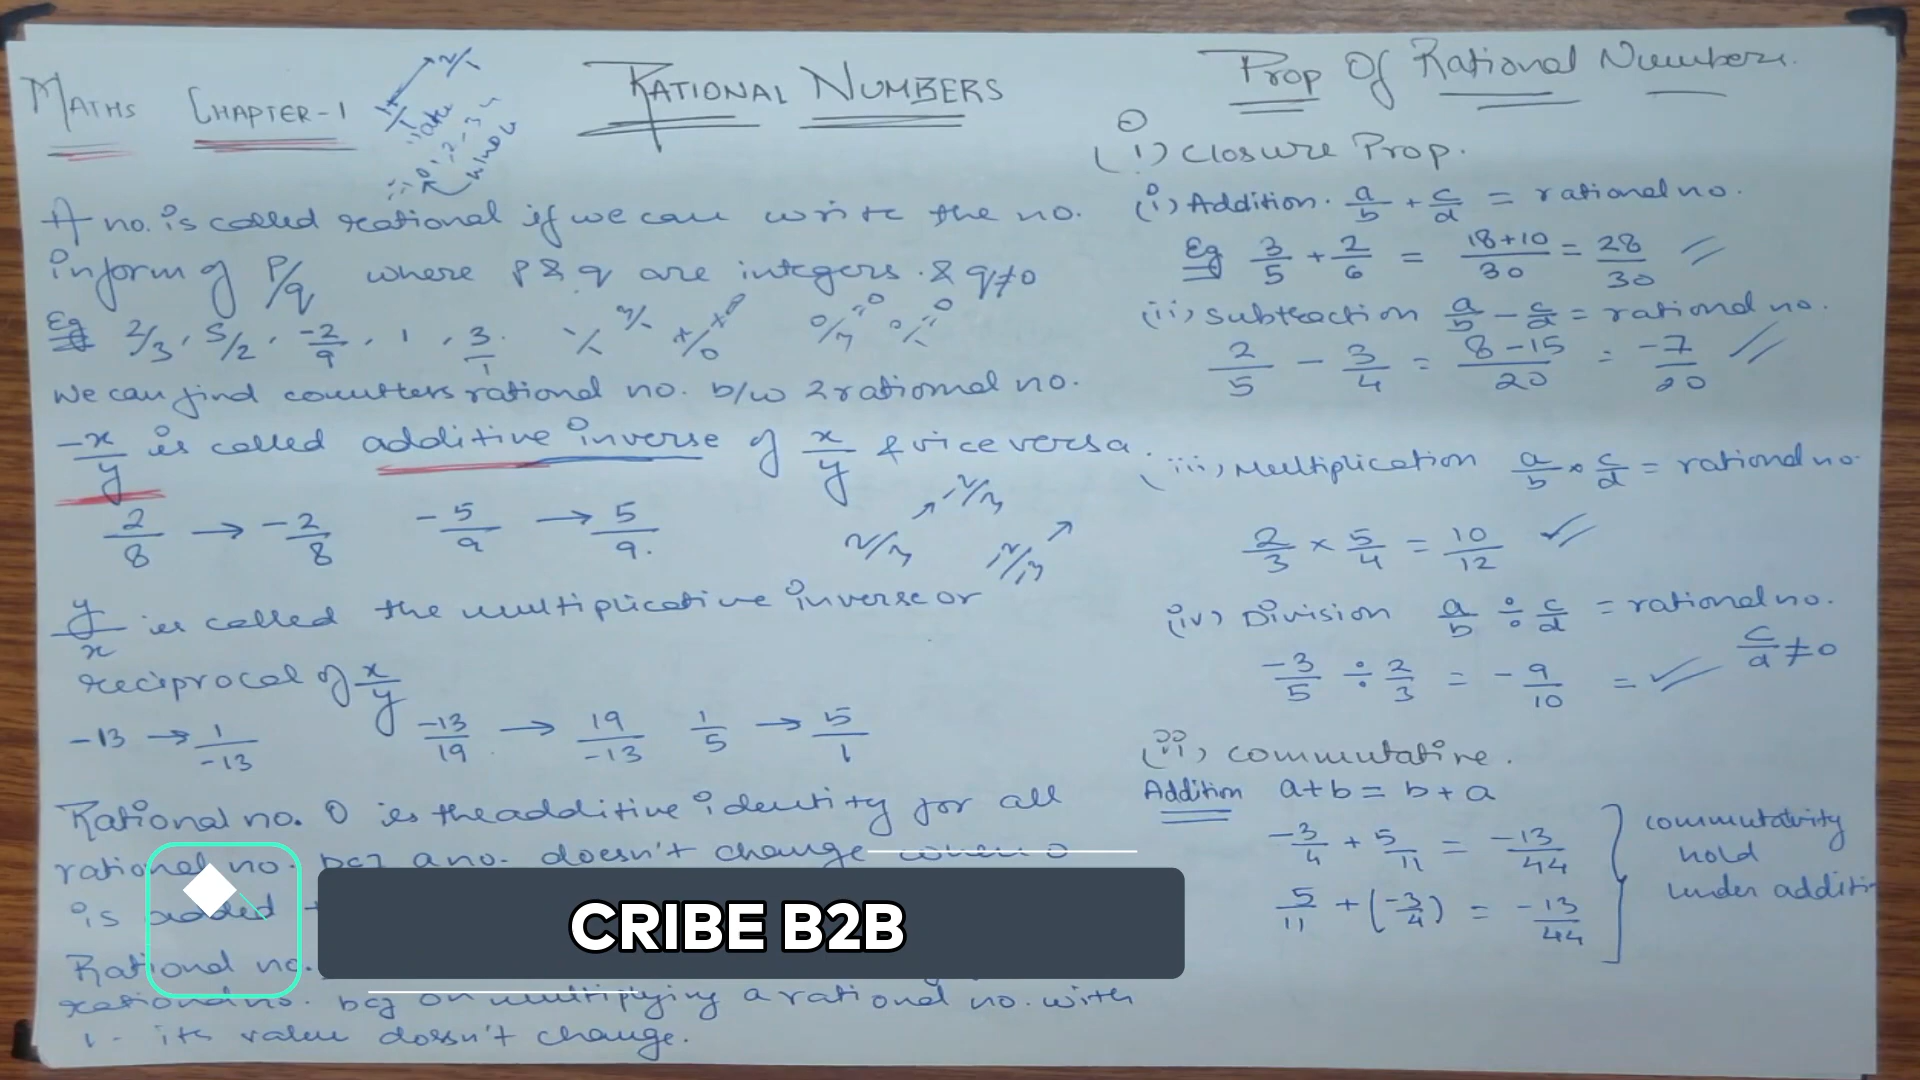 MATHS CHAPTER-1
RATIONAL NUMBERS
A no. is called rational if we can write the no.
in form of P/q where P & q are integers. & q≠0
Eg 2/3, 5/2, -2/9, 1, 3/1.
We can find countless rational no. b/w 2 rational no.
-x/y is called additive inverse of x/y & vice versa.
2/8 → -2/8 -5/9 → 5/9.
y/x is called the multiplicative inverse or
reciprocal of x/y
-13 → 1/-13 -13/19 → 19/-13 1/5 → 5/1
Rational no. 0 is the additive identity for all
rational no. bcz a no. doesn't change when 0
is added
Rational no.
rational no. bcz on multiplying a rational no. with
1. its value doesn't change.
Prop Of Rational Numbers.
(i) Closure Prop.
(i) Addition. a/b + c/d = rational no.
Eg 3/5 + 2/6 = 18+10/30 = 28/30
(ii) Subtraction a/b - c/d = rational no.
2/5 - 3/4 = 8-15/20 = -7/20
(iii) Multiplication a/b × c/d = rational no.
2/3 × 5/4 = 10/12
(iv) Division a/b ÷ c/d = rational no.
c/d ≠ 0
-3/5 ÷ 2/3 = -9/10 =
(ii) Commutative.
Addition a+b = b+a
-3/4 + 5/11 = -13/44
5/11 + (-3/4) = -13/44
commutativity
hold
under additi
CRIBE B2B